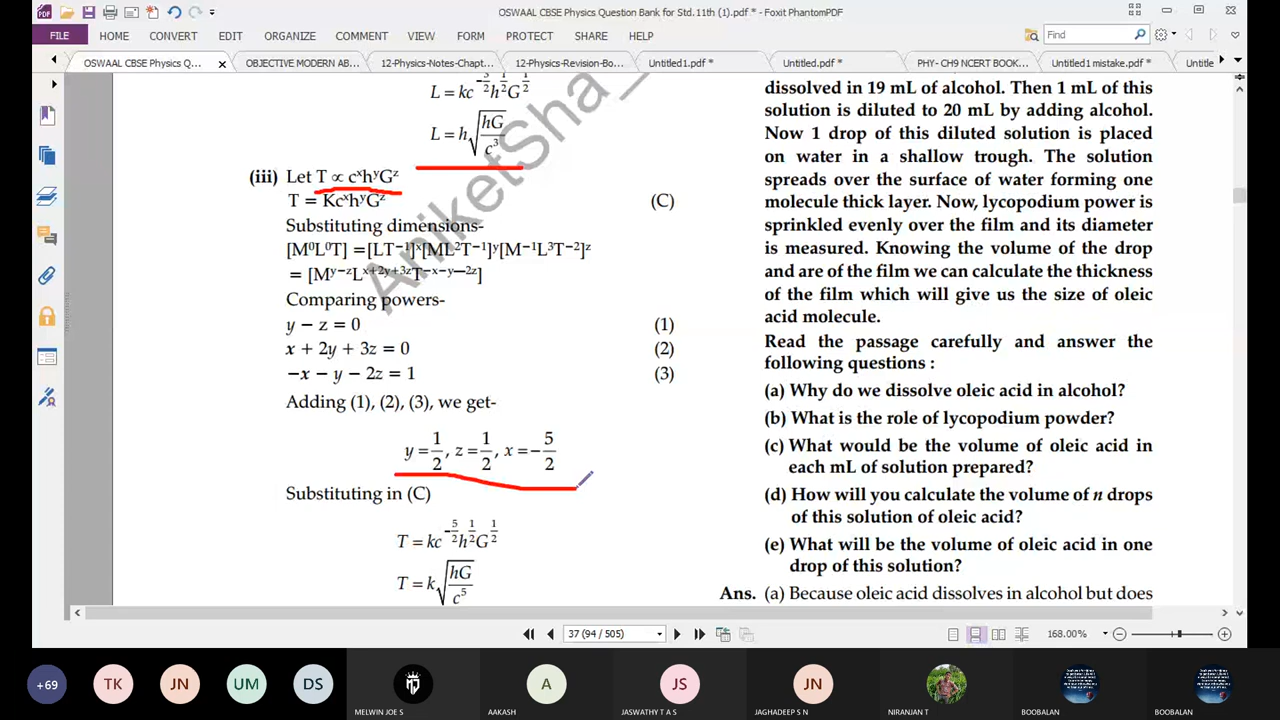 OSWAAL CBSE Physics Question Bank for Std.11th (1).pdf * - Foxit PhantomPDF
FILE HOME CONVERT EDIT ORGANIZE COMMENT VIEW FORM PROTECT SHARE HELP Find
OSWAAL CBSE Physics Q... x OBJECTIVE MODERN AB... 12-Physics-Notes-Chapt... 12-Physics-Revision-Bo... Untitled1.pdf * Untitled.pdf * PHY- CH9 NCERT BOOK... Untitled1 mistake.pdf * Untitle
L = kc^{-3/2}h^{1/2}G^{1/2}
L = h√(hG/c³)
(iii) Let T ∝ cˣhʸGᶻ
T = KcˣhʸGᶻ (C)
Substituting dimensions-
[M⁰L⁰T] =[LT⁻¹]ˣ[ML²T⁻¹]ʸ[M⁻¹L³T⁻²]ᶻ
= [M^{y−z}L^{x+2y+3z}T^{−x−y−2z}]
Comparing powers-
y − z = 0 (1)
x + 2y + 3z = 0 (2)
−x − y − 2z = 1 (3)
Adding (1), (2), (3), we get-
y = 1/2, z = 1/2, x = − 5/2
Substituting in (C)
T = kc^{-5/2}h^{1/2}G^{1/2}
T = k√(hG/c⁵)
AniketSha_
dissolved in 19 mL of alcohol. Then 1 mL of this
solution is diluted to 20 mL by adding alcohol.
Now 1 drop of this diluted solution is placed
on water in a shallow trough. The solution
spreads over the surface of water forming one
molecule thick layer. Now, lycopodium power is
sprinkled evenly over the film and its diameter
is measured. Knowing the volume of the drop
and are of the film we can calculate the thickness
of the film which will give us the size of oleic
acid molecule.
Read the passage carefully and answer the
following questions :
(a) Why do we dissolve oleic acid in alcohol?
(b) What is the role of lycopodium powder?
(c) What would be the volume of oleic acid in
each mL of solution prepared?
(d) How will you calculate the volume of n drops
of this solution of oleic acid?
(e) What will be the volume of oleic acid in one
drop of this solution?
Ans. (a) Because oleic acid dissolves in alcohol but does
37 (94 / 505) 168.00%
+69 TK JN UM DS A JS JN
MELWIN JOE S AAKASH JASWATHY T A S JAGHADEEP S N NIRANJAN T BOOBALAN BOOBALAN